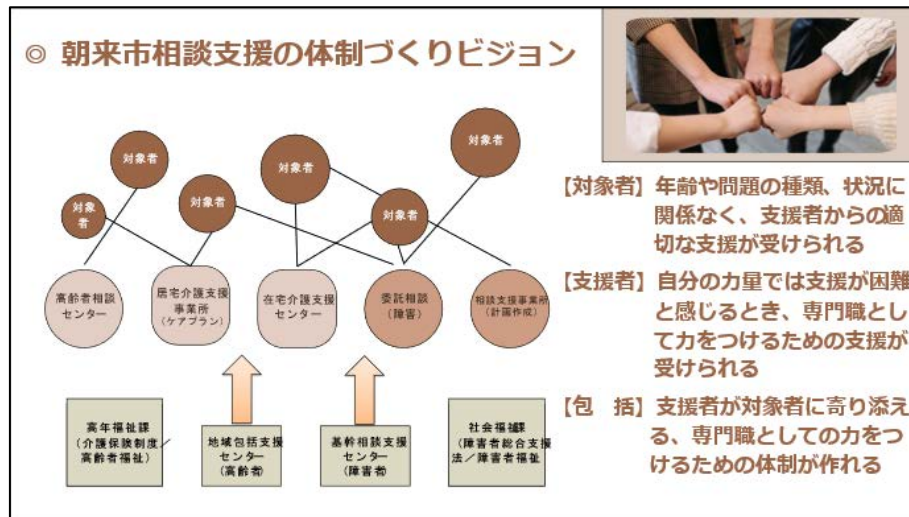 ◎ 朝来市相談支援の体制づくりビジョン
対象者
対象者
対象者
対象
者
対象者
対象者
高齢者相談
センター
居宅介護支援
事業所
(ケアプラン)
在宅介護支援
センター
委託相談
(障害)
相談支援事業所
(計画作成)
高年福祉課
(介護保険制度/
高齢者福祉)
地域包括支援
センター
(高齢者)
基幹相談支援
センター
(障害者)
社会福祉課
(障害者総合支援
法/障害者福祉
【対象者】年齢や問題の種類、状況に
関係なく、支援者からの適
切な支援が受けられる
【支援者】自分の力量では支援が困難
と感じるとき、専門職とし
て力をつけるための支援が
受けられる
【包 括】支援者が対象者に寄り添え
る、専門職としての力をつ
けるための体制が作れる